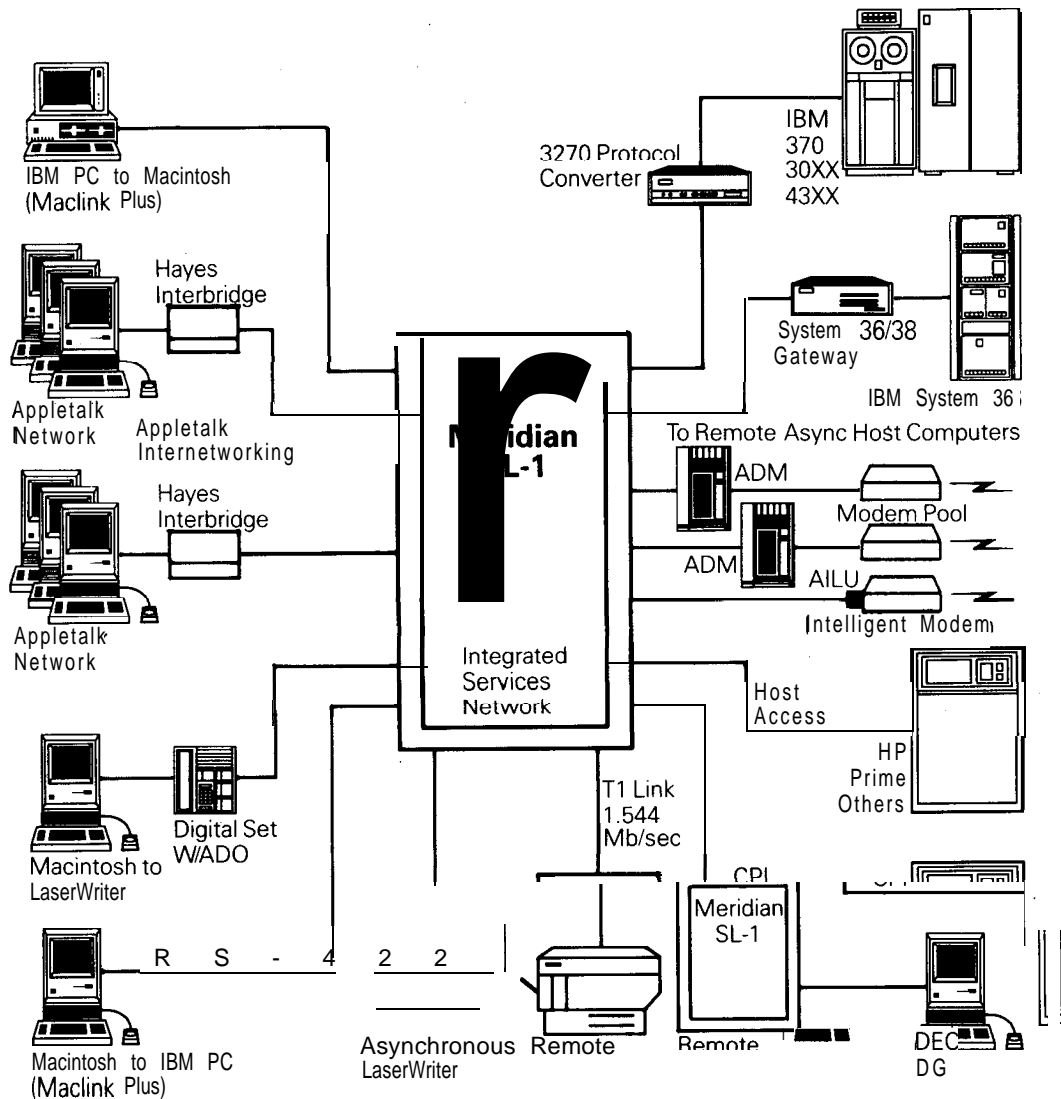 IBM PC to Macintosh
(Maclink Plus)
3270 Protocol
Converter
IBM
370
30XX
43XX
Hayes
Interbridge
Appletalk
Network
Appletalk
Internetworking
System 36/38
Gateway
IBM System 36
Meridian
SL-1
To Remote Async Host Computers
ADM
Modem Pool
ADM
AILU
Intelligent Modem
Hayes
Interbridge
Appletalk
Network
Integrated
Services
Network
Host
Access
HP
Prime
Others
T1 Link
1.544
Mb/sec
Digital Set
W/ADO
Macintosh to
LaserWriter
CPI
Meridian
SL-1
RS-422
Macintosh to IBM PC
(Maclink Plus)
Asynchronous
LaserWriter
Remote
Remote
DEC
DG